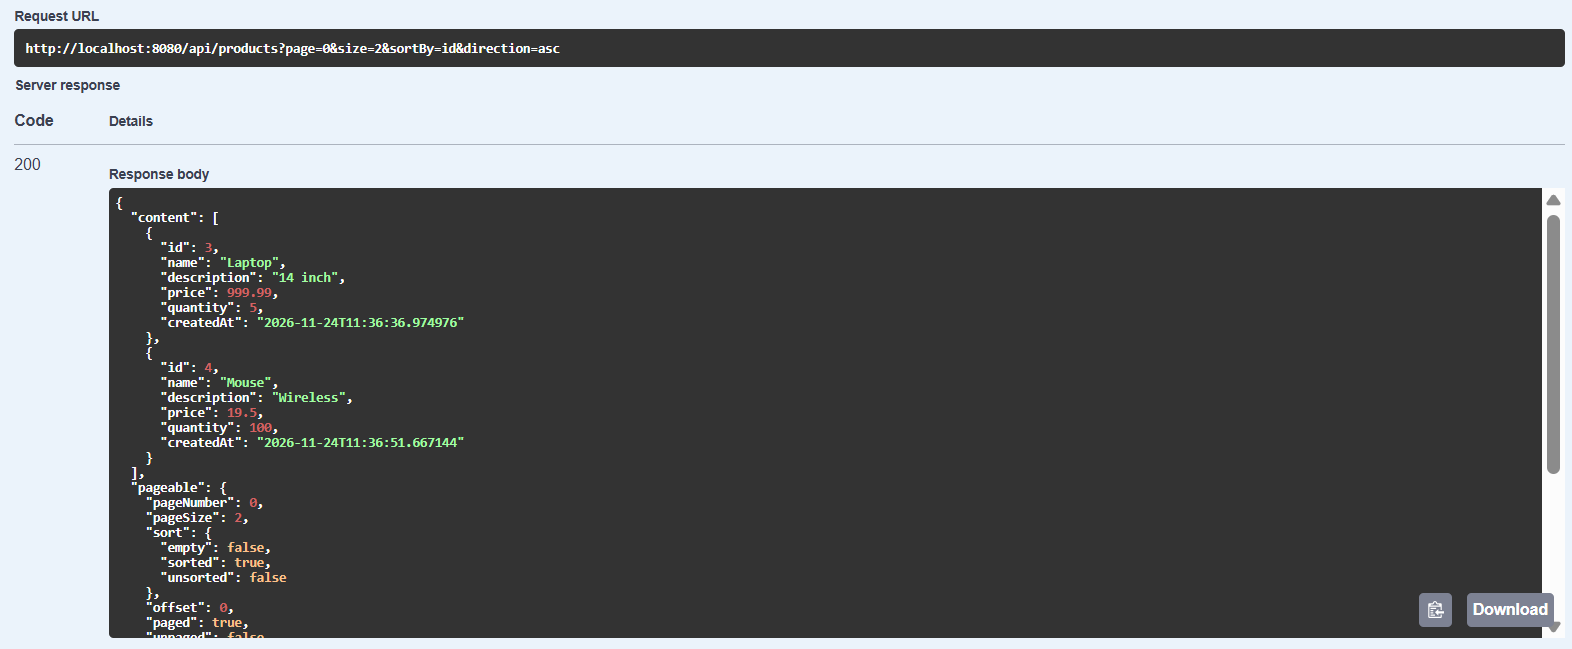 Request URL
http://localhost:8080/api/products?page=0&size=2&sortBy=id&direction=asc
Server response
Code Details
200
Response body
{
  "content": [
    {
      "id": 3,
      "name": "Laptop",
      "description": "14 inch",
      "price": 999.99,
      "quantity": 5,
      "createdAt": "2026-11-24T11:36:36.974976"
    },
    {
      "id": 4,
      "name": "Mouse",
      "description": "Wireless",
      "price": 19.5,
      "quantity": 100,
      "createdAt": "2026-11-24T11:36:51.667144"
    }
  ],
  "pageable": {
    "pageNumber": 0,
    "pageSize": 2,
    "sort": {
      "empty": false,
      "sorted": true,
      "unsorted": false
    },
    "offset": 0,
    "paged": true,
    "unpaged": false
Download